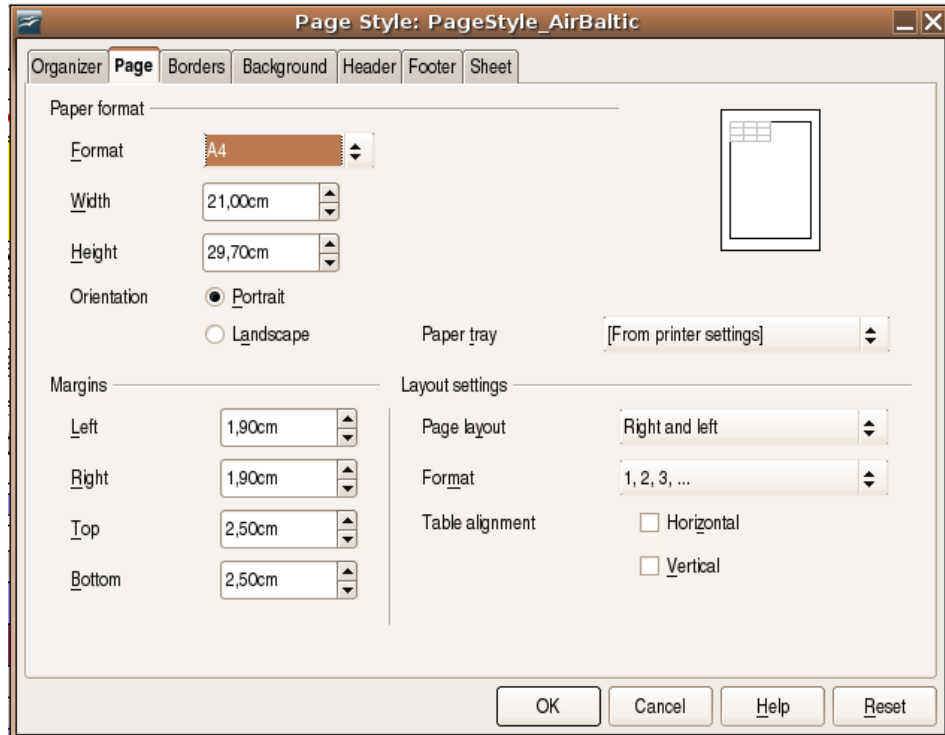 Page Style: PageStyle_AirBaltic
Organizer Page Borders Background Header Footer Sheet
Paper format
Format A4
Width 21,00cm
Height 29,70cm
Orientation Portrait
Landscape Paper tray [From printer settings]
Margins Layout settings
Left 1,90cm Page layout Right and left
Right 1,90cm Format 1, 2, 3, ...
Top 2,50cm Table alignment Horizontal
Bottom 2,50cm Vertical
OK Cancel Help Reset